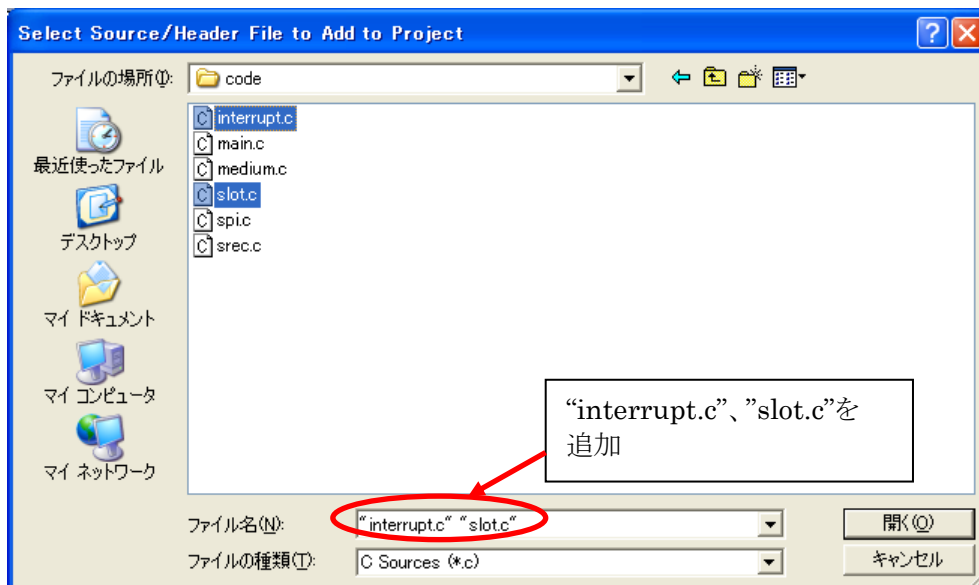 Select Source/Header File to Add to Project
ファイルの場所(I):
code
最近使ったファイル
デスクトップ
マイ ドキュメント
マイ コンピュータ
マイ ネットワーク
interrupt.c
main.c
medium.c
slot.c
spi.c
srec.c
“interrupt.c”、”slot.c”を
追加
ファイル名(N):
"interrupt.c" "slot.c"
開く(O)
ファイルの種類(T):
C Sources (*.c)
キャンセル